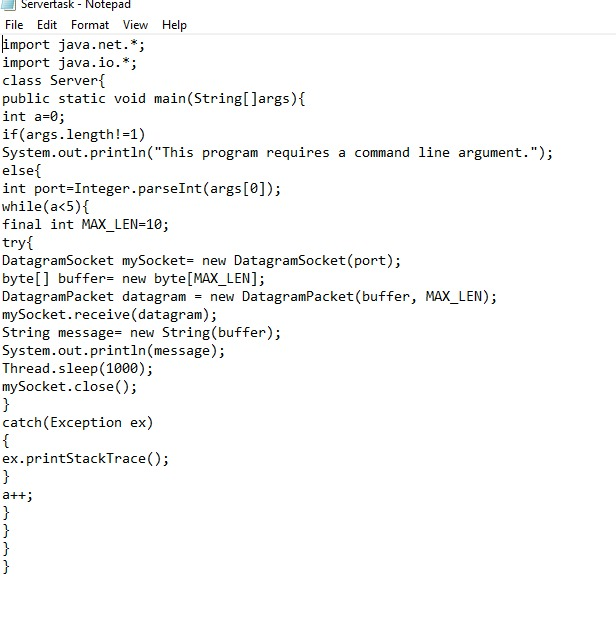 Servertask - Notepad
File Edit Format View Help
import java.net.*;
import java.io.*;
class Server{
public static void main(String[]args){
int a=0;
if(args.length!=1)
System.out.println("This program requires a command line argument.");
else{
int port=Integer.parseInt(args[0]);
while(a<5){
final int MAX_LEN=10;
try{
DatagramSocket mySocket= new DatagramSocket(port);
byte[] buffer= new byte[MAX_LEN];
DatagramPacket datagram = new DatagramPacket(buffer, MAX_LEN);
mySocket.receive(datagram);
String message= new String(buffer);
System.out.println(message);
Thread.sleep(1000);
mySocket.close();
}
catch(Exception ex)
{
ex.printStackTrace();
}
a++;
}
}
}
}